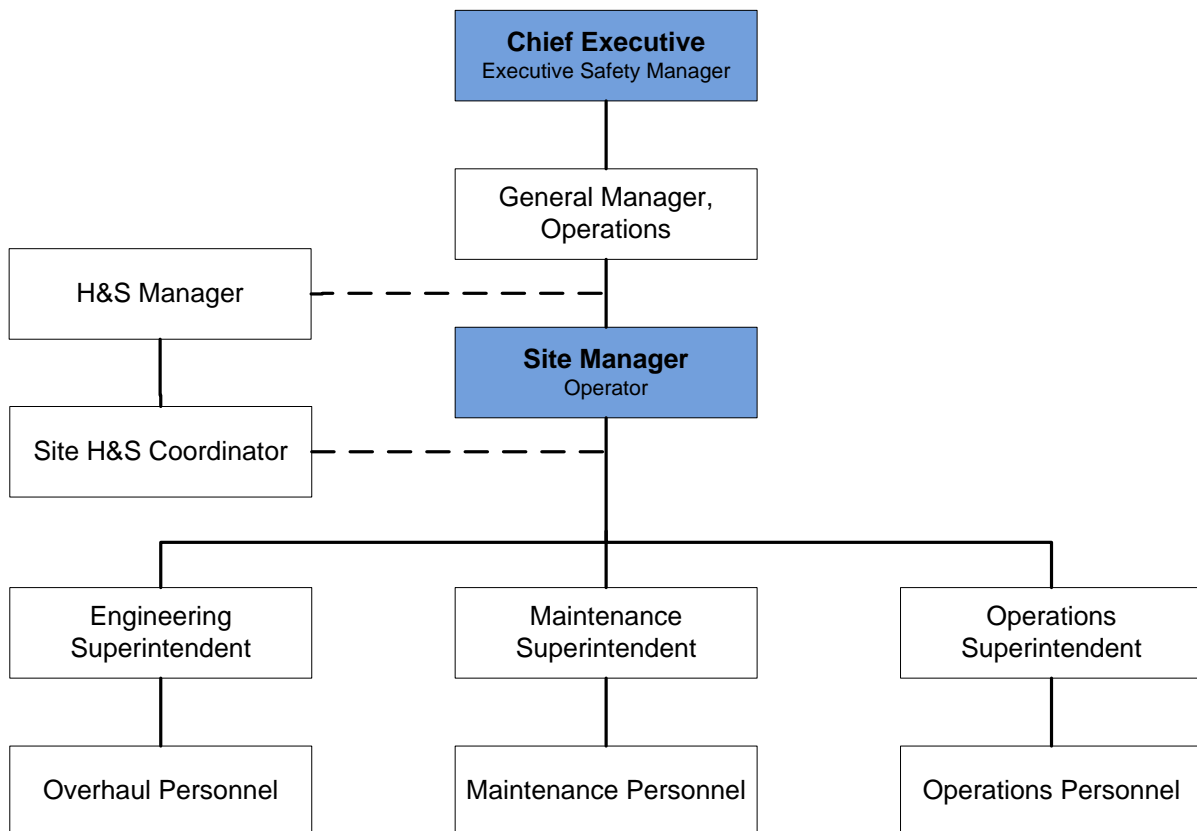 Chief Executive
Executive Safety Manager
General Manager,
Operations
H&S Manager
Site Manager
Operator
Site H&S Coordinator
Engineering
Superintendent
Maintenance
Superintendent
Operations
Superintendent
Overhaul Personnel
Maintenance Personnel
Operations Personnel